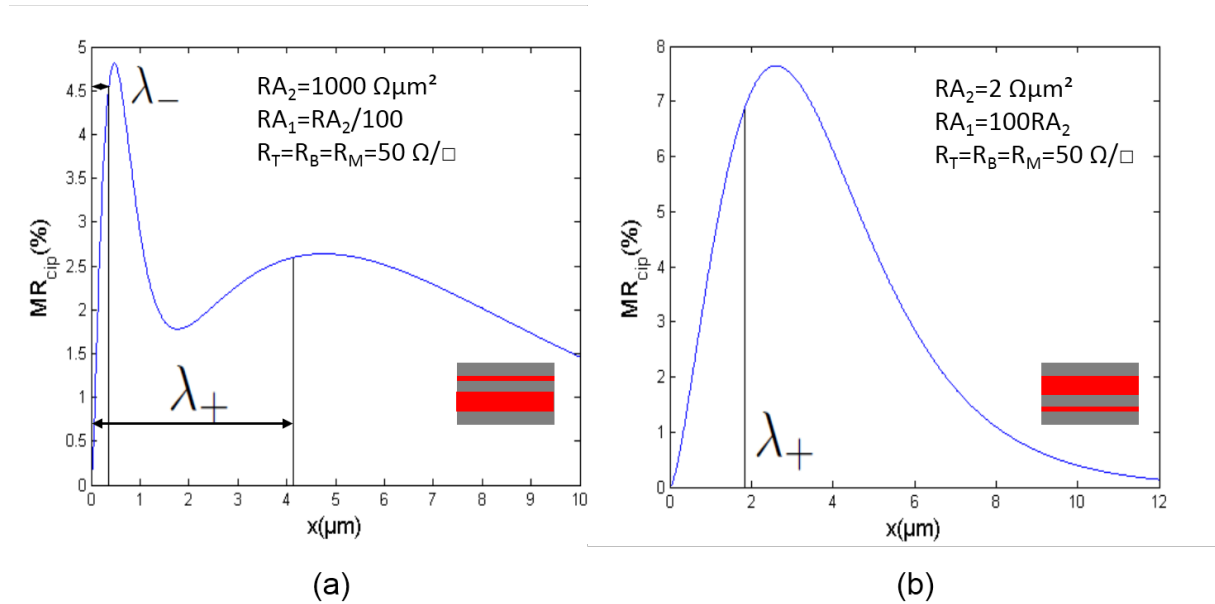 5
4.5
4
3.5
3
2.5
2
1.5
1
0.5
0
0 1 2 3 4 5 6 7 8 9 10
MR_cip(%)
x(μm)
λ_
RA₂=1000 Ωμm²
RA₁=RA₂/100
R_T=R_B=R_M=50 Ω/□
λ₊
(a)
8
7
6
5
4
3
2
1
0
0 2 4 6 8 10 12
MR_cip(%)
x(μm)
RA₂=2 Ωμm²
RA₁=100RA₂
R_T=R_B=R_M=50 Ω/□
λ₊
(b)